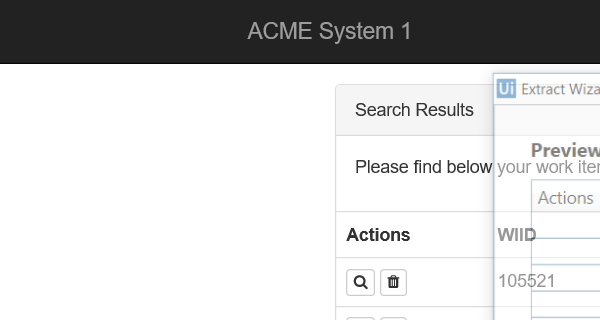 ACME System 1
Ui Extract Wiza
Search Results
Preview
Please find below your work iter
Actions
Actions WIID
105521